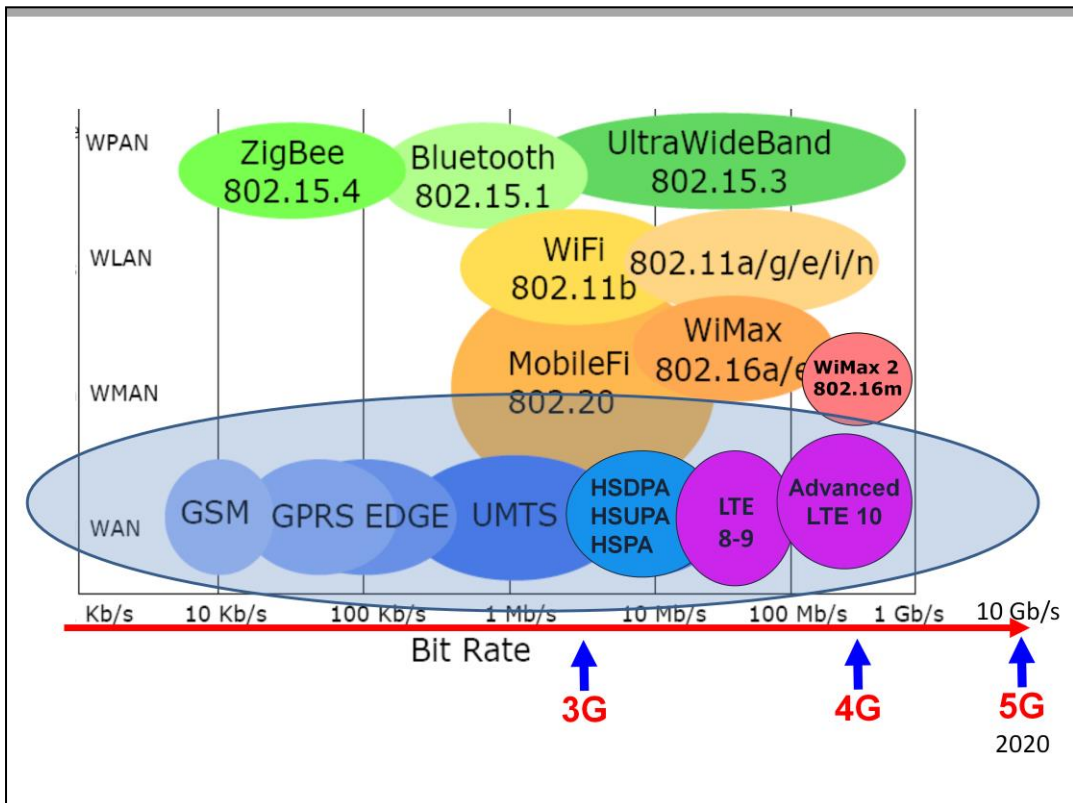 WPAN
ZigBee
802.15.4
Bluetooth
802.15.1
UltraWideBand
802.15.3
WLAN
WiFi
802.11b
802.11a/g/e/i/n
WiMax
802.16a/e
MobileFi
802.20
WiMax 2
802.16m
WMAN
WAN
GSM
GPRS
EDGE
UMTS
HSDPA
HSUPA
HSPA
LTE
8-9
Advanced
LTE 10
Kb/s
10 Kb/s
100 Kb/s
1 Mb/s
10 Mb/s
100 Mb/s
1 Gb/s
10 Gb/s
Bit Rate
3G
4G
5G
2020